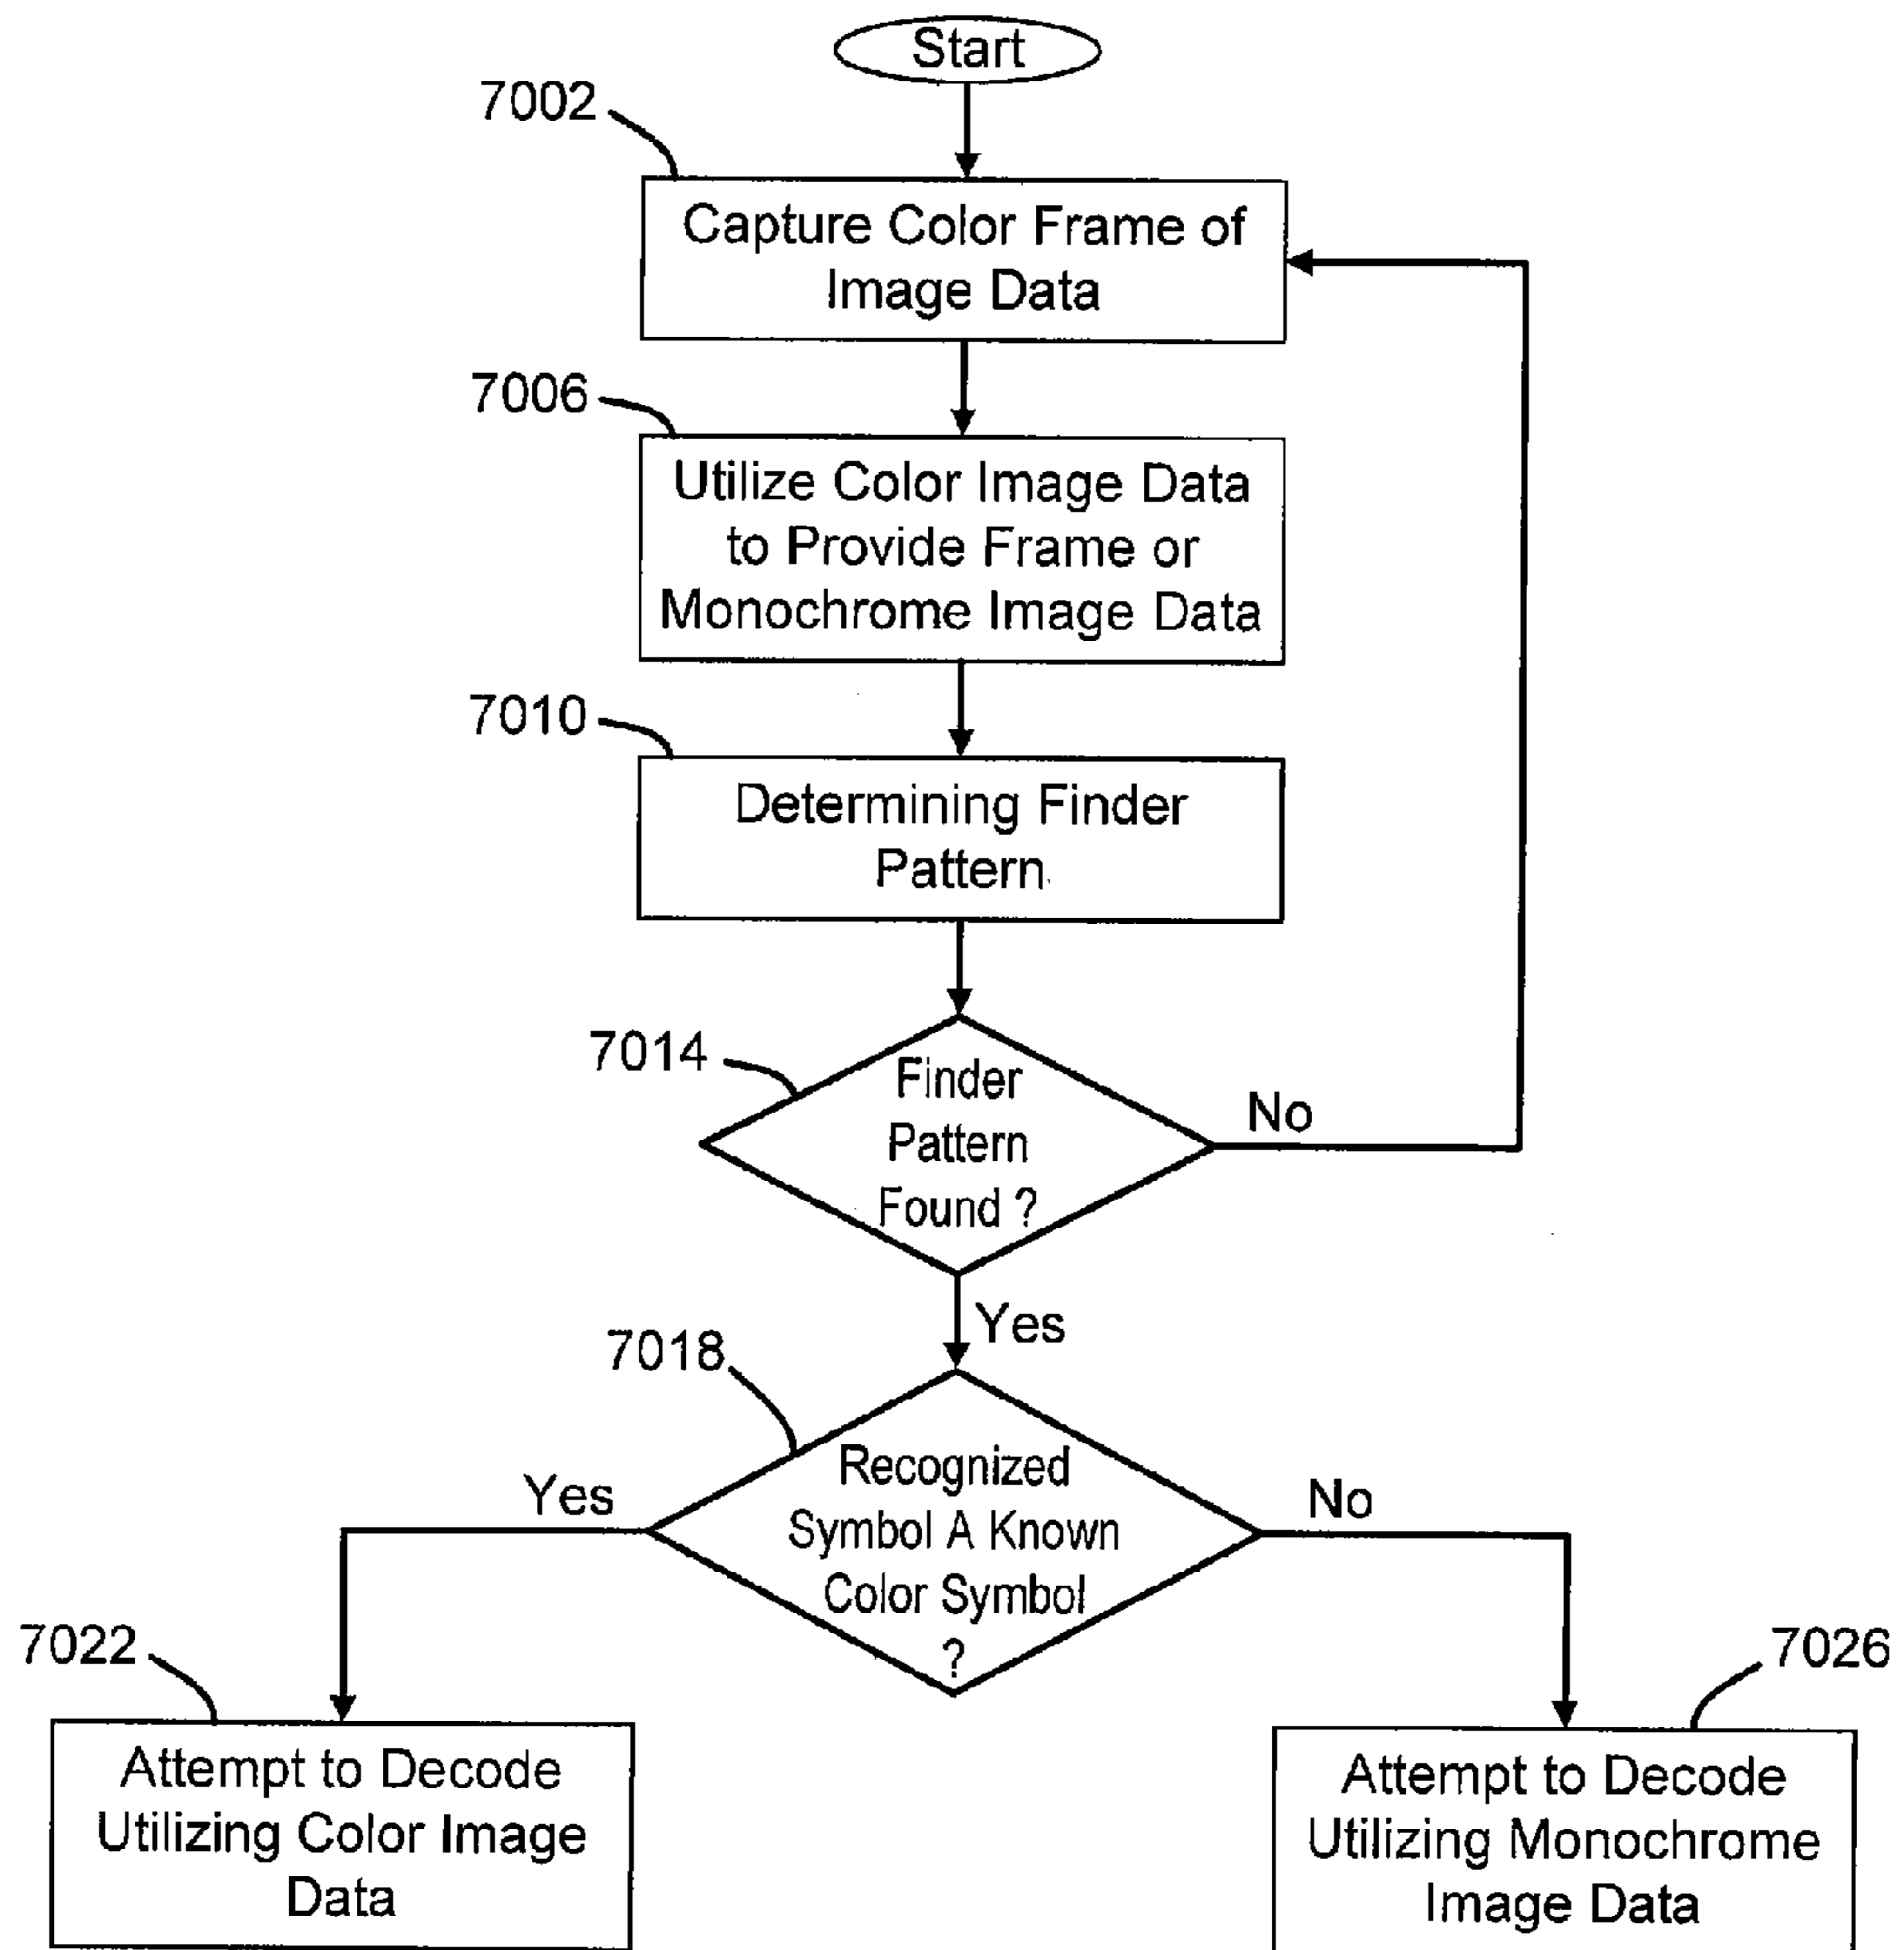 Start
7002
Capture Color Frame of
Image Data
7006
Utilize Color Image Data
to Provide Frame or
Monochrome Image Data
7010
Determining Finder
Pattern
7014
Finder
Pattern
Found ?
No
Yes
7018
Recognized
Symbol A Known
Color Symbol
?
Yes
No
7022
Attempt to Decode
Utilizing Color Image
Data
7026
Attempt to Decode
Utilizing Monochrome
Image Data